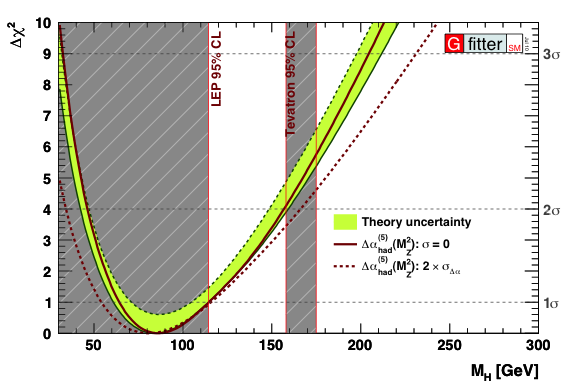 Δχ²
10
9
8
7
6
5
4
3
2
1
0
LEP 95% CL
Tevatron 95% CL
G fitter SM
3σ
2σ
1σ
Theory uncertainty
Δα_had^(5)(M_Z^2): σ = 0
Δα_had^(5)(M_Z^2): 2 × σ_Δα
50 100 150 200 250 300
M_H [GeV]